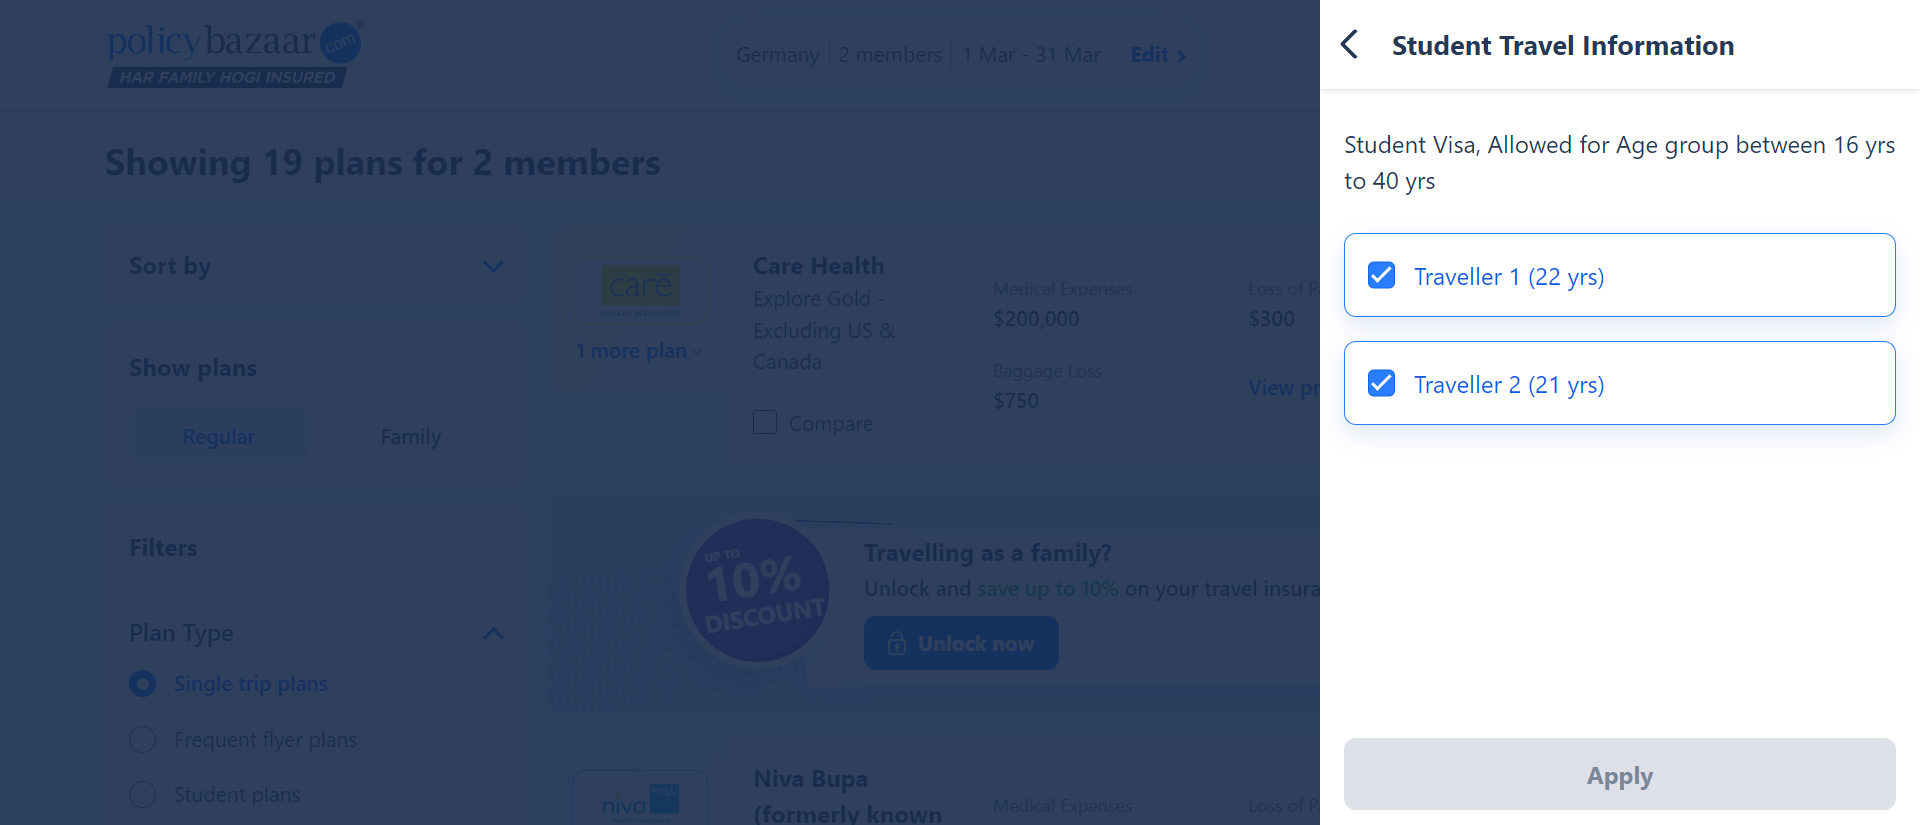 policybazaar.com
HAR FAMILY HOGI INSURED
Germany 2 members 1 Mar - 31 Mar Edit
Showing 19 plans for 2 members
Sort by
Show plans
Regular Family
Filters
Plan Type
Single trip plans
Frequent flyer plans
Student plans
care
HEALTH INSURANCE
1 more plan
Care Health
Explore Gold -
Excluding US &
Canada
Compare
Medical Expenses
$200,000
Baggage Loss
$750
Loss of
$300
View
UP TO
10%
DISCOUNT
Travelling as a family?
Unlock and save up to 10% on your travel
Unlock now
niva
Niva Bupa
(formerly known
Medical Expenses
Loss of
Student Travel Information
Student Visa, Allowed for Age group between 16 yrs
to 40 yrs
Traveller 1 (22 yrs)
Traveller 2 (21 yrs)
Apply